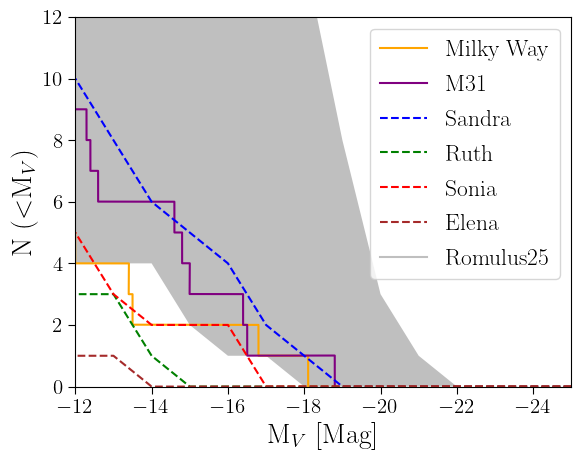 12
10
8
6
4
2
0
N (<M_V)
−12
−14
−16
−18
−20
−22
−24
M_V [Mag]
Milky Way
M31
Sandra
Ruth
Sonia
Elena
Romulus25